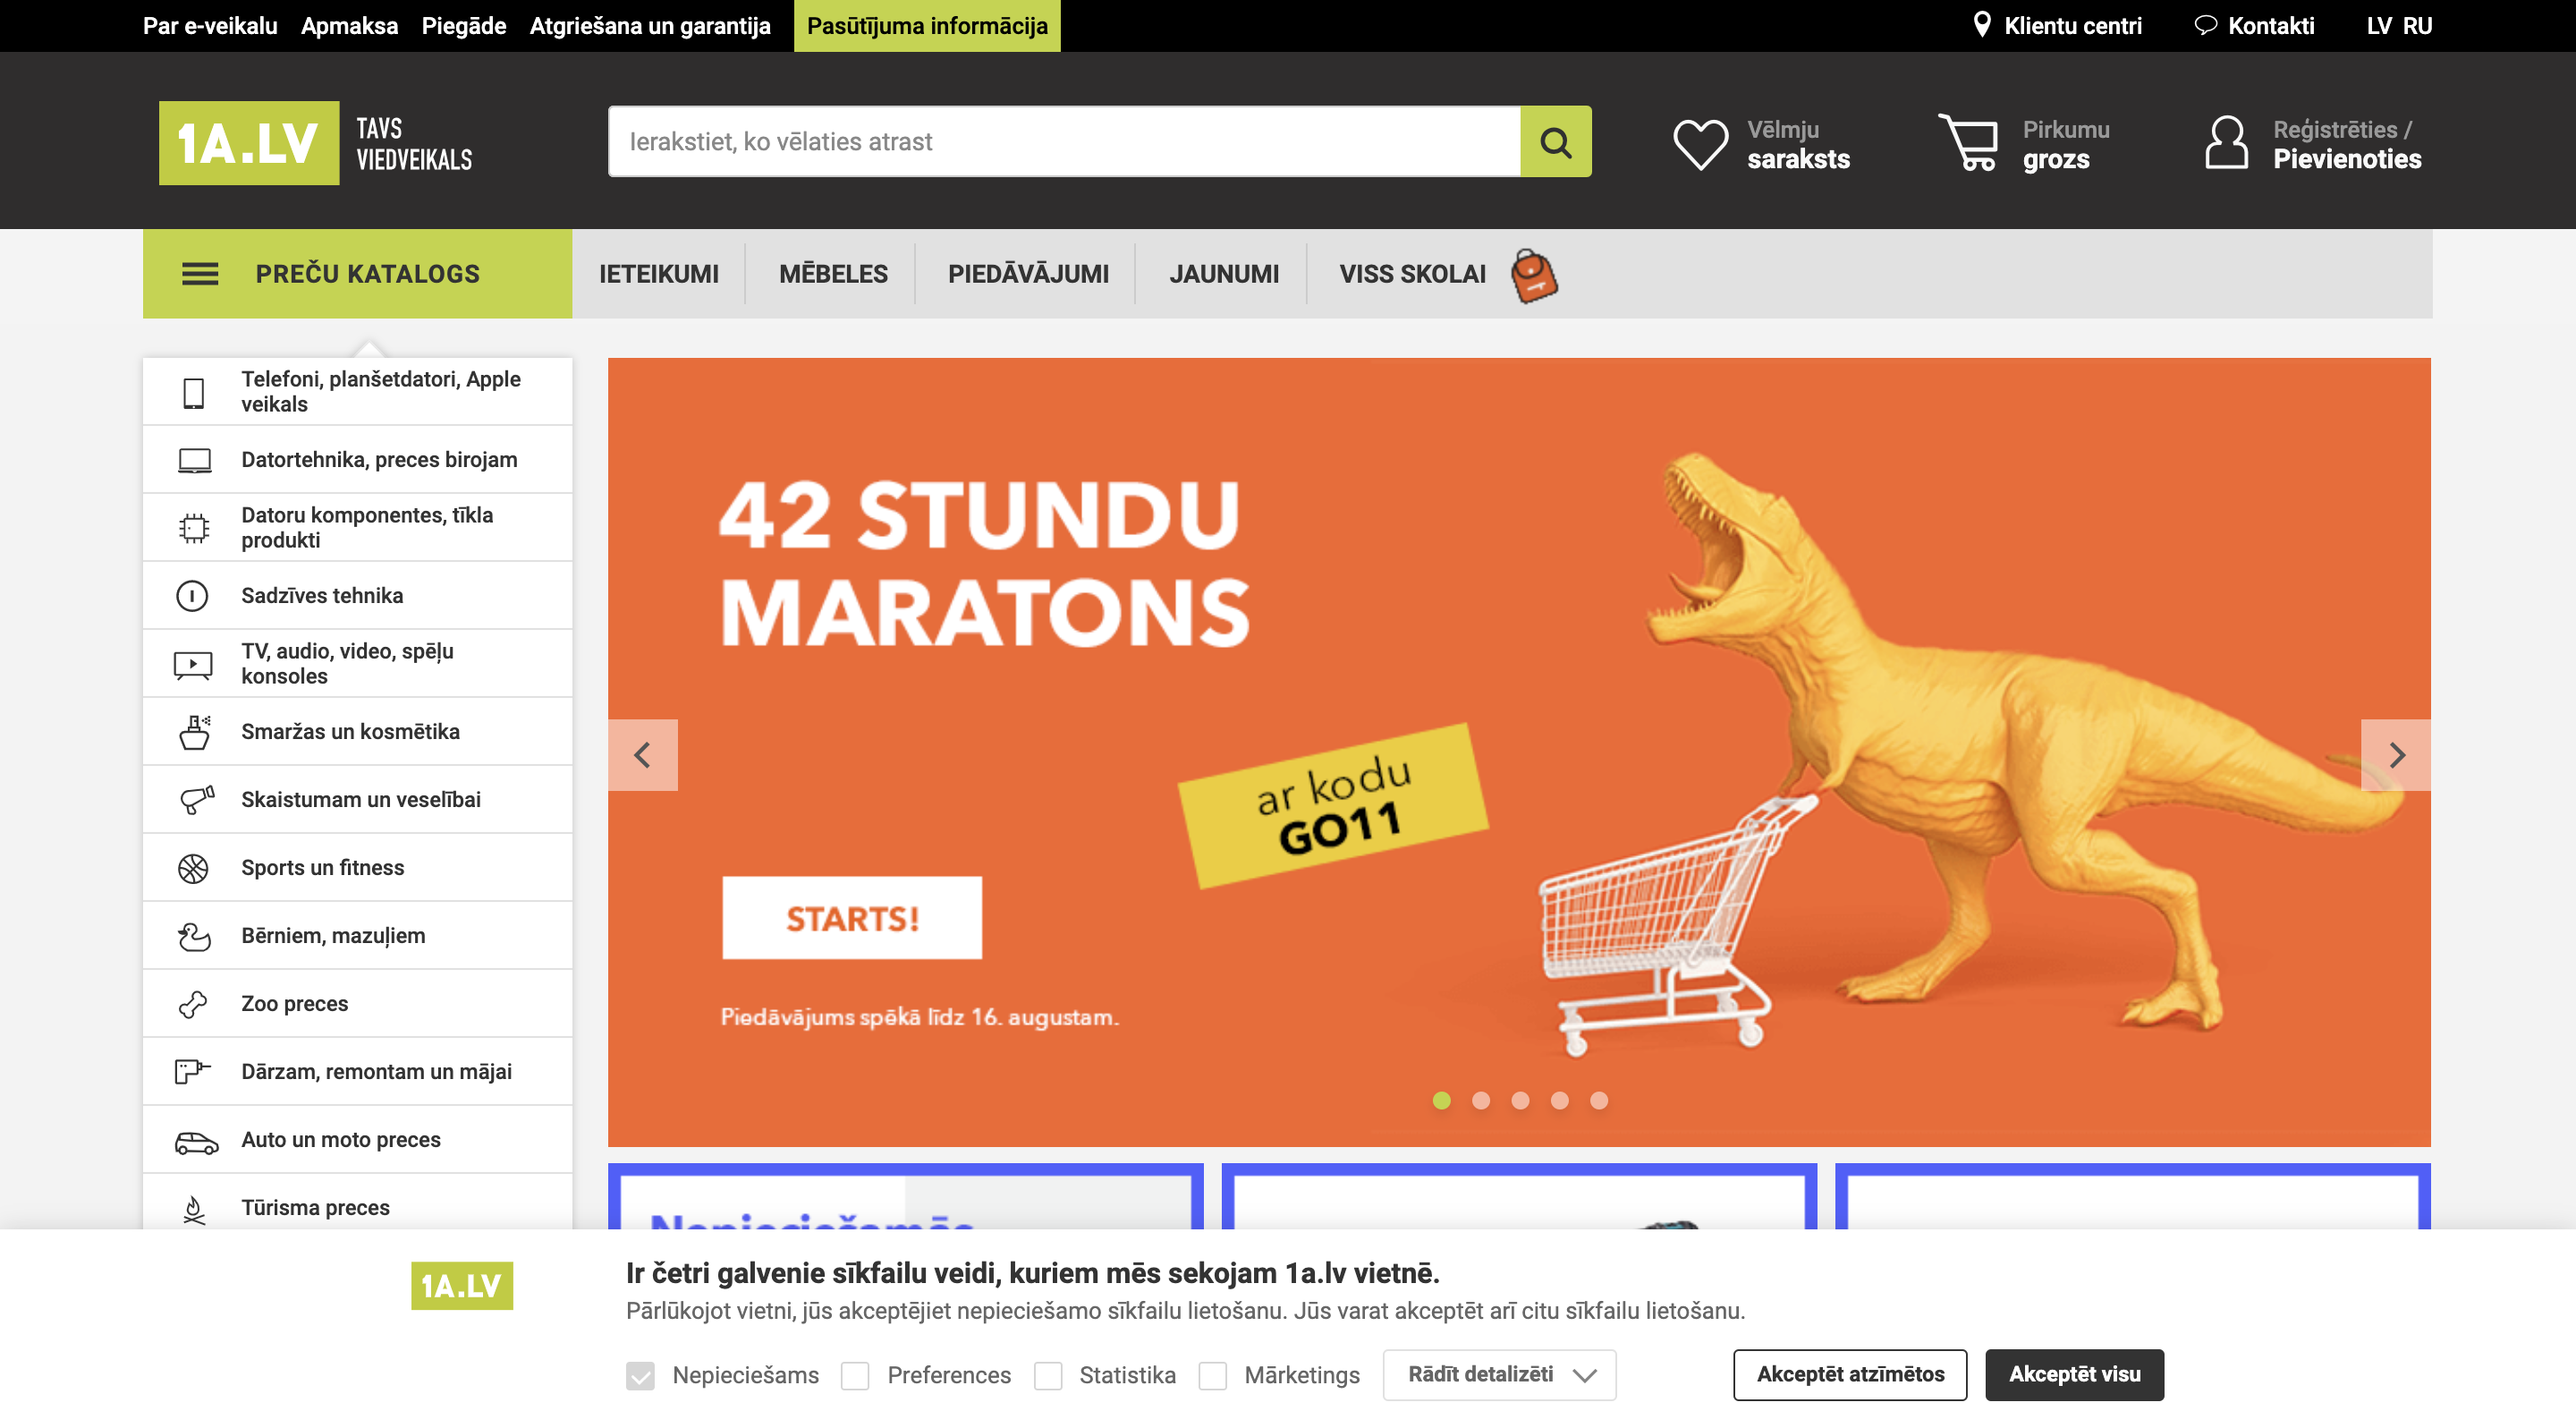 Par e-veikalu Apmaksa Piegāde Atgriešana un garantija Pasūtījuma informācija Klientu centri Kontakti LV RU
1A.LV
TAVS
VIEDVEIKALS
Ierakstiet, ko vēlaties atrast
Vēlmju
saraksts
Pirkumu
grozs
Reģistrēties /
Pievienoties
PREČU KATALOGS IETEIKUMI MĒBELES PIEDĀVĀJUMI JAUNUMI VISS SKOLAI
Telefoni, planšetdatori, Apple
veikals
Datortehnika, preces birojam
Datoru komponentes, tīkla
produkti
Sadzīves tehnika
TV, audio, video, spēļu
konsoles
Smaržas un kosmētika
Skaistumam un veselībai
Sports un fitness
Bērniem, mazuļiem
Zoo preces
Dārzam, remontam un mājai
Auto un moto preces
Tūrisma preces
42 STUNDU
MARATONS
ar kodu
GO11
STARTS!
Piedāvājums spēkā līdz 16. augustam.
Nepieciešamās
1A.LV
Ir četri galvenie sīkfailu veidi, kuriem mēs sekojam 1a.lv vietnē.
Pārlūkojot vietni, jūs akceptējiet nepieciešamo sīkfailu lietošanu. Jūs varat akceptēt arī citu sīkfailu lietošanu.
Nepieciešams Preferences Statistika Mārketings Rādīt detalizēti Akceptēt atzīmētos Akceptēt visu